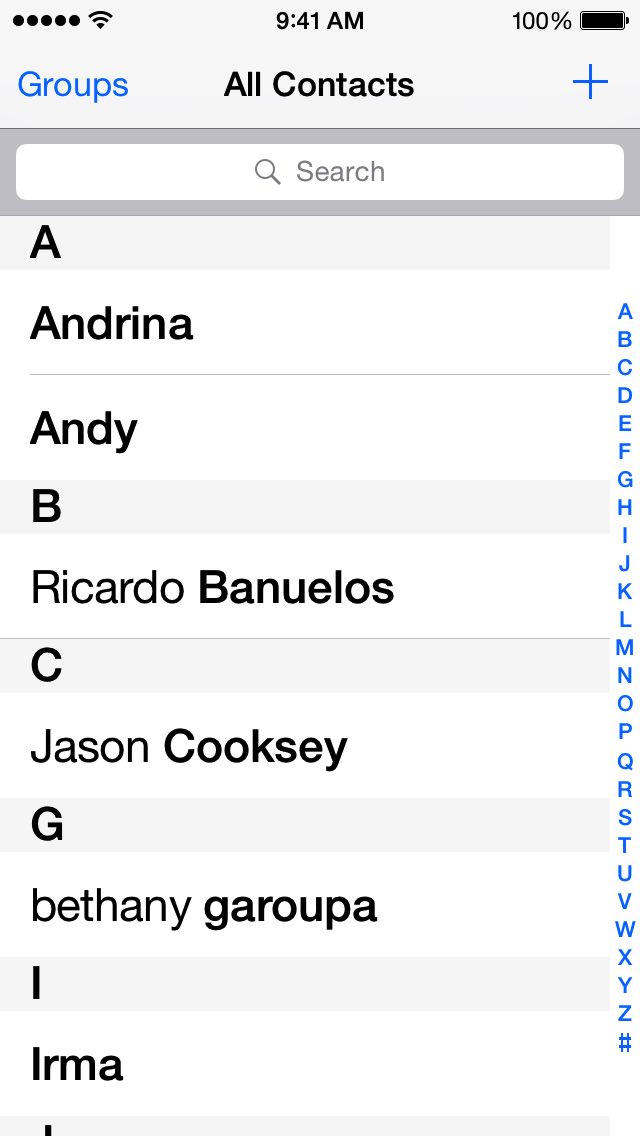 9:41 AM 100%
Groups All Contacts +
Search
A
Andrina
Andy
B
Ricardo Banuelos
C
Jason Cooksey
G
bethany garoupa
I
Irma
A
B
C
D
E
F
G
H
I
J
K
L
M
N
O
P
Q
R
S
T
U
V
W
X
Y
Z
#